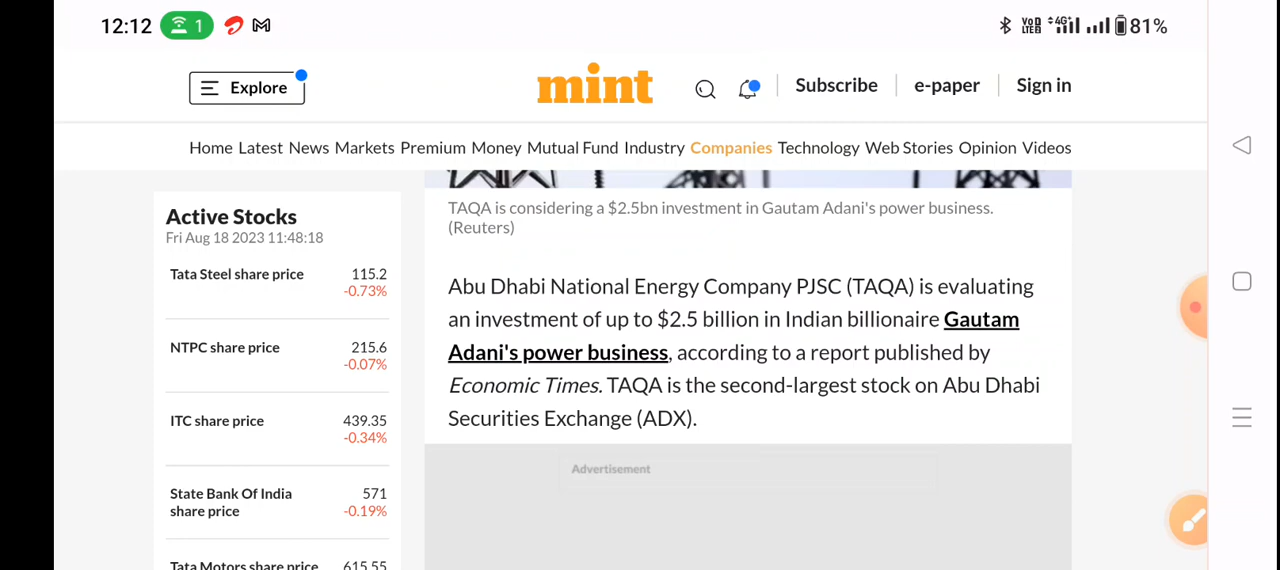 12:12 1 VoD LTE 4G 81%
Explore mint Subscribe e-paper Sign in
Home Latest News Markets Premium Money Mutual Fund Industry Companies Technology Web Stories Opinion Videos
Active Stocks
Fri Aug 18 2023 11:48:18
Tata Steel share price 115.2
-0.73%
NTPC share price 215.6
-0.07%
ITC share price 439.35
-0.34%
State Bank Of India 571
share price -0.19%
Tata Motors share price 615.55
TAQA is considering a $2.5bn investment in Gautam Adani's power business.
(Reuters)
Abu Dhabi National Energy Company PJSC (TAQA) is evaluating
an investment of up to $2.5 billion in Indian billionaire Gautam
Adani's power business, according to a report published by
Economic Times. TAQA is the second-largest stock on Abu Dhabi
Securities Exchange (ADX).
Advertisement